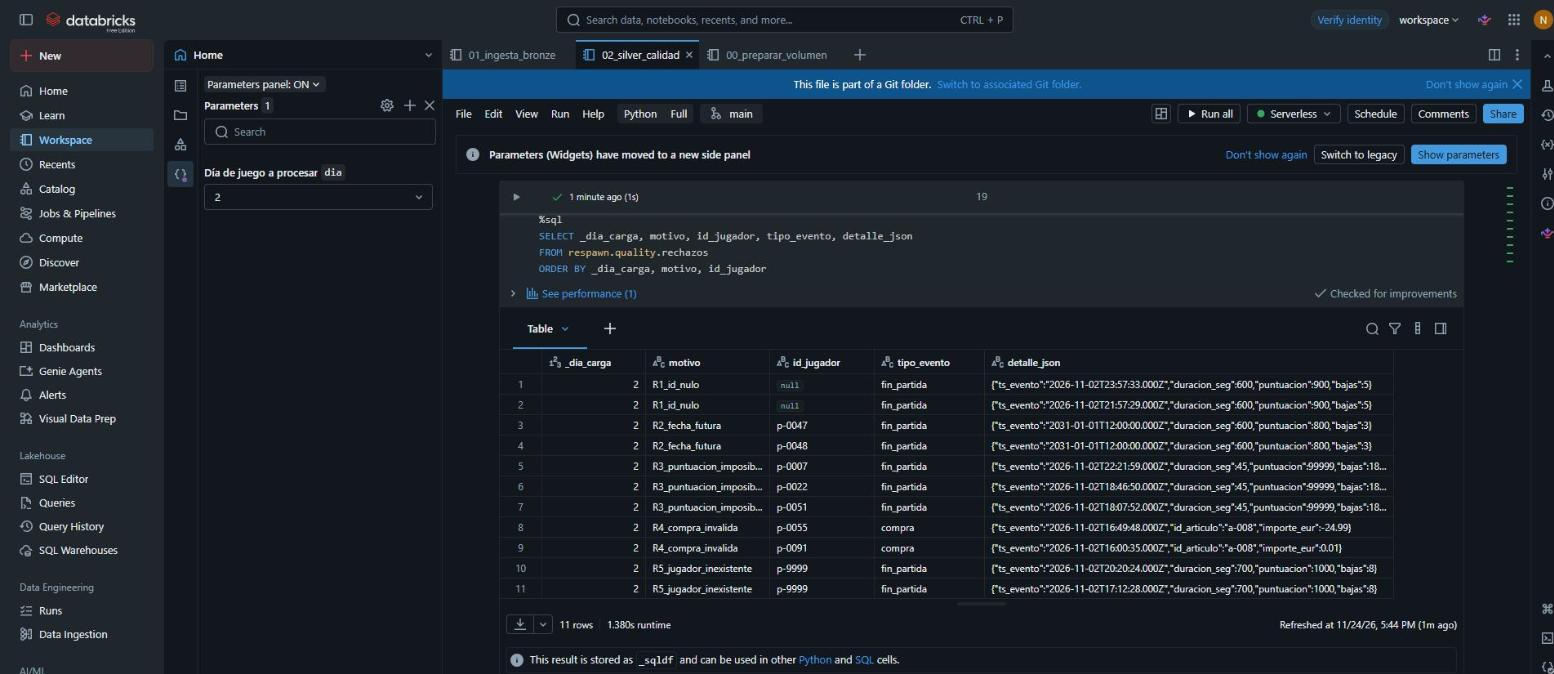 databricks
Free Edition
Search data, notebooks, recents, and more...
CTRL + P
Verify identity
workspace
N
New
Home
Learn
Workspace
Recents
Catalog
Jobs & Pipelines
Compute
Discover
Marketplace
Analytics
Dashboards
Genie Agents
Alerts
Visual Data Prep
Lakehouse
SQL Editor
Queries
Query History
SQL Warehouses
Data Engineering
Runs
Data Ingestion
AI/ML
Home
Parameters panel: ON
Parameters 1
Search
Día de juego a procesar dia
2
01_ingesta_bronze
02_silver_calidad
00_preparar_volumen
This file is part of a Git folder. Switch to associated Git folder.
Don't show again
File Edit View Run Help Python Full main
Run all Serverless Schedule Comments Share
Parameters (Widgets) have moved to a new side panel
Don't show again Switch to legacy Show parameters
1 minute ago (1s)
19
%sql
SELECT _dia_carga, motivo, id_jugador, tipo_evento, detalle_json
FROM respawn.quality.rechazos
ORDER BY _dia_carga, motivo, id_jugador
See performance (1)
Checked for improvements
Table
_dia_carga motivo id_jugador tipo_evento detalle_json
1 2 R1_id_nulo null fin_partida {"ts_evento":"2026-11-02T23:57:33.000Z","duracion_seg":600,"puntuacion":900,"bajas":5}
2 2 R1_id_nulo null fin_partida {"ts_evento":"2026-11-02T21:57:29.000Z","duracion_seg":600,"puntuacion":900,"bajas":5}
3 2 R2_fecha_futura p-0047 fin_partida {"ts_evento":"2031-01-01T12:00:00.000Z","duracion_seg":600,"puntuacion":800,"bajas":3}
4 2 R2_fecha_futura p-0048 fin_partida {"ts_evento":"2031-01-01T12:00:00.000Z","duracion_seg":600,"puntuacion":800,"bajas":3}
5 2 R3_puntuacion_imposib... p-0007 fin_partida {"ts_evento":"2026-11-02T22:21:59.000Z","duracion_seg":45,"puntuacion":99999,"bajas":18...
6 2 R3_puntuacion_imposib... p-0022 fin_partida {"ts_evento":"2026-11-02T18:46:50.000Z","duracion_seg":45,"puntuacion":99999,"bajas":18...
7 2 R3_puntuacion_imposib... p-0051 fin_partida {"ts_evento":"2026-11-02T18:07:52.000Z","duracion_seg":45,"puntuacion":99999,"bajas":18...
8 2 R4_compra_invalida p-0055 compra {"ts_evento":"2026-11-02T16:49:48.000Z","id_articulo":"a-008","importe_eur":-24.99}
9 2 R4_compra_invalida p-0091 compra {"ts_evento":"2026-11-02T16:00:35.000Z","id_articulo":"a-008","importe_eur":0.01}
10 2 R5_jugador_inexistente p-9999 fin_partida {"ts_evento":"2026-11-02T20:20:24.000Z","duracion_seg":700,"puntuacion":1000,"bajas":8}
11 2 R5_jugador_inexistente p-9999 fin_partida {"ts_evento":"2026-11-02T17:12:28.000Z","duracion_seg":700,"puntuacion":1000,"bajas":8}
11 rows 1.380s runtime
Refreshed at 11/24/26, 5:44 PM (1m ago)
This result is stored as _sqldf and can be used in other Python and SQL cells.